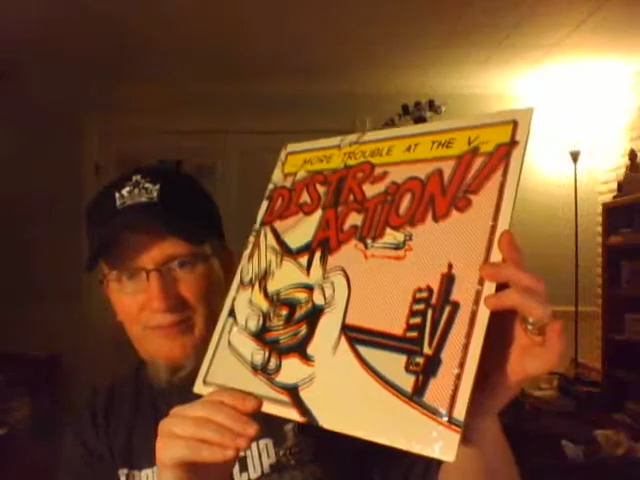 ...MORE TROUBLE AT THE V...
DISTR-
ACTION!!
CUP